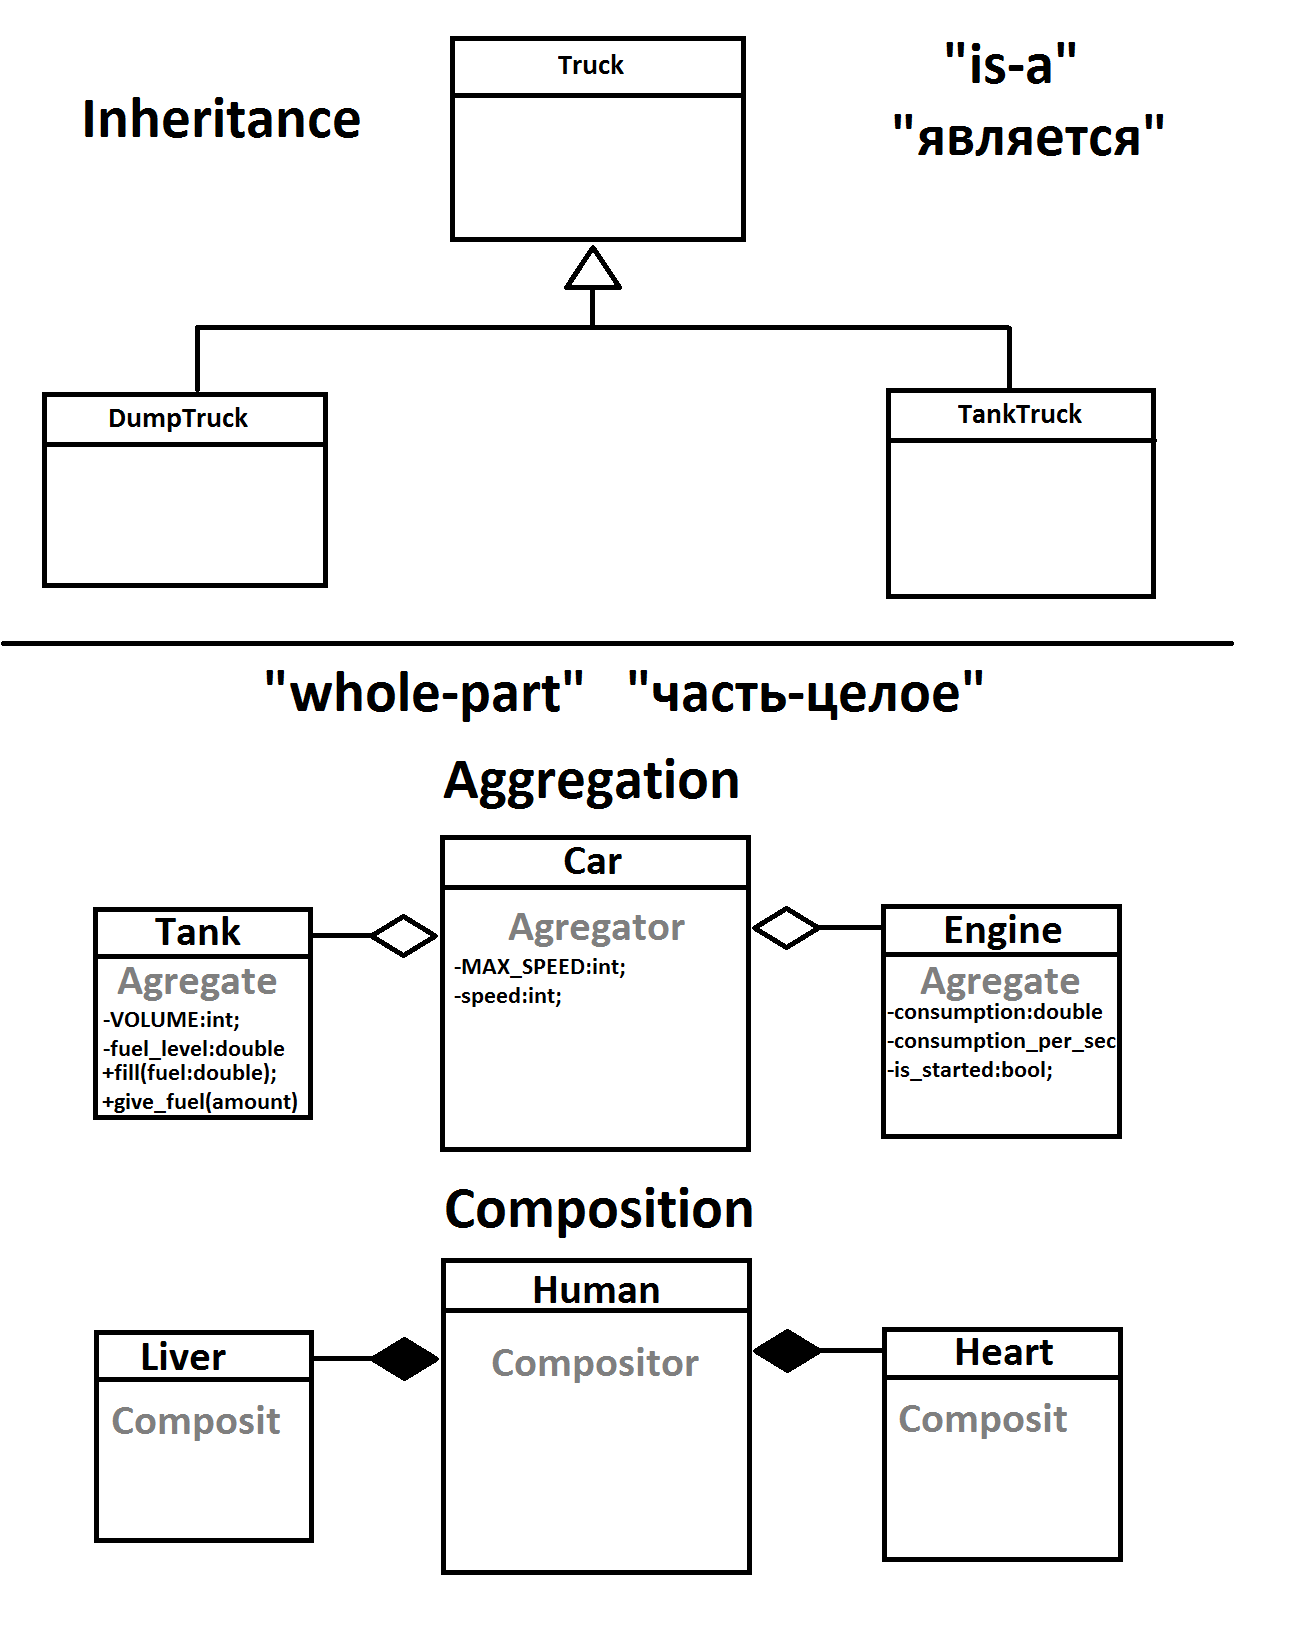 Truck
Inheritance
"is-a"
"является"
DumpTruck
TankTruck
"whole-part" "часть-целое"
Aggregation
Car
Agregator
-MAX_SPEED:int;
-speed:int;
Tank
Agregate
-VOLUME:int;
-fuel_level:double
+fill(fuel:double);
+give_fuel(amount)
Engine
Agregate
-consumption:double
-consumption_per_sec
-is_started:bool;
Composition
Human
Compositor
Liver
Composit
Heart
Composit